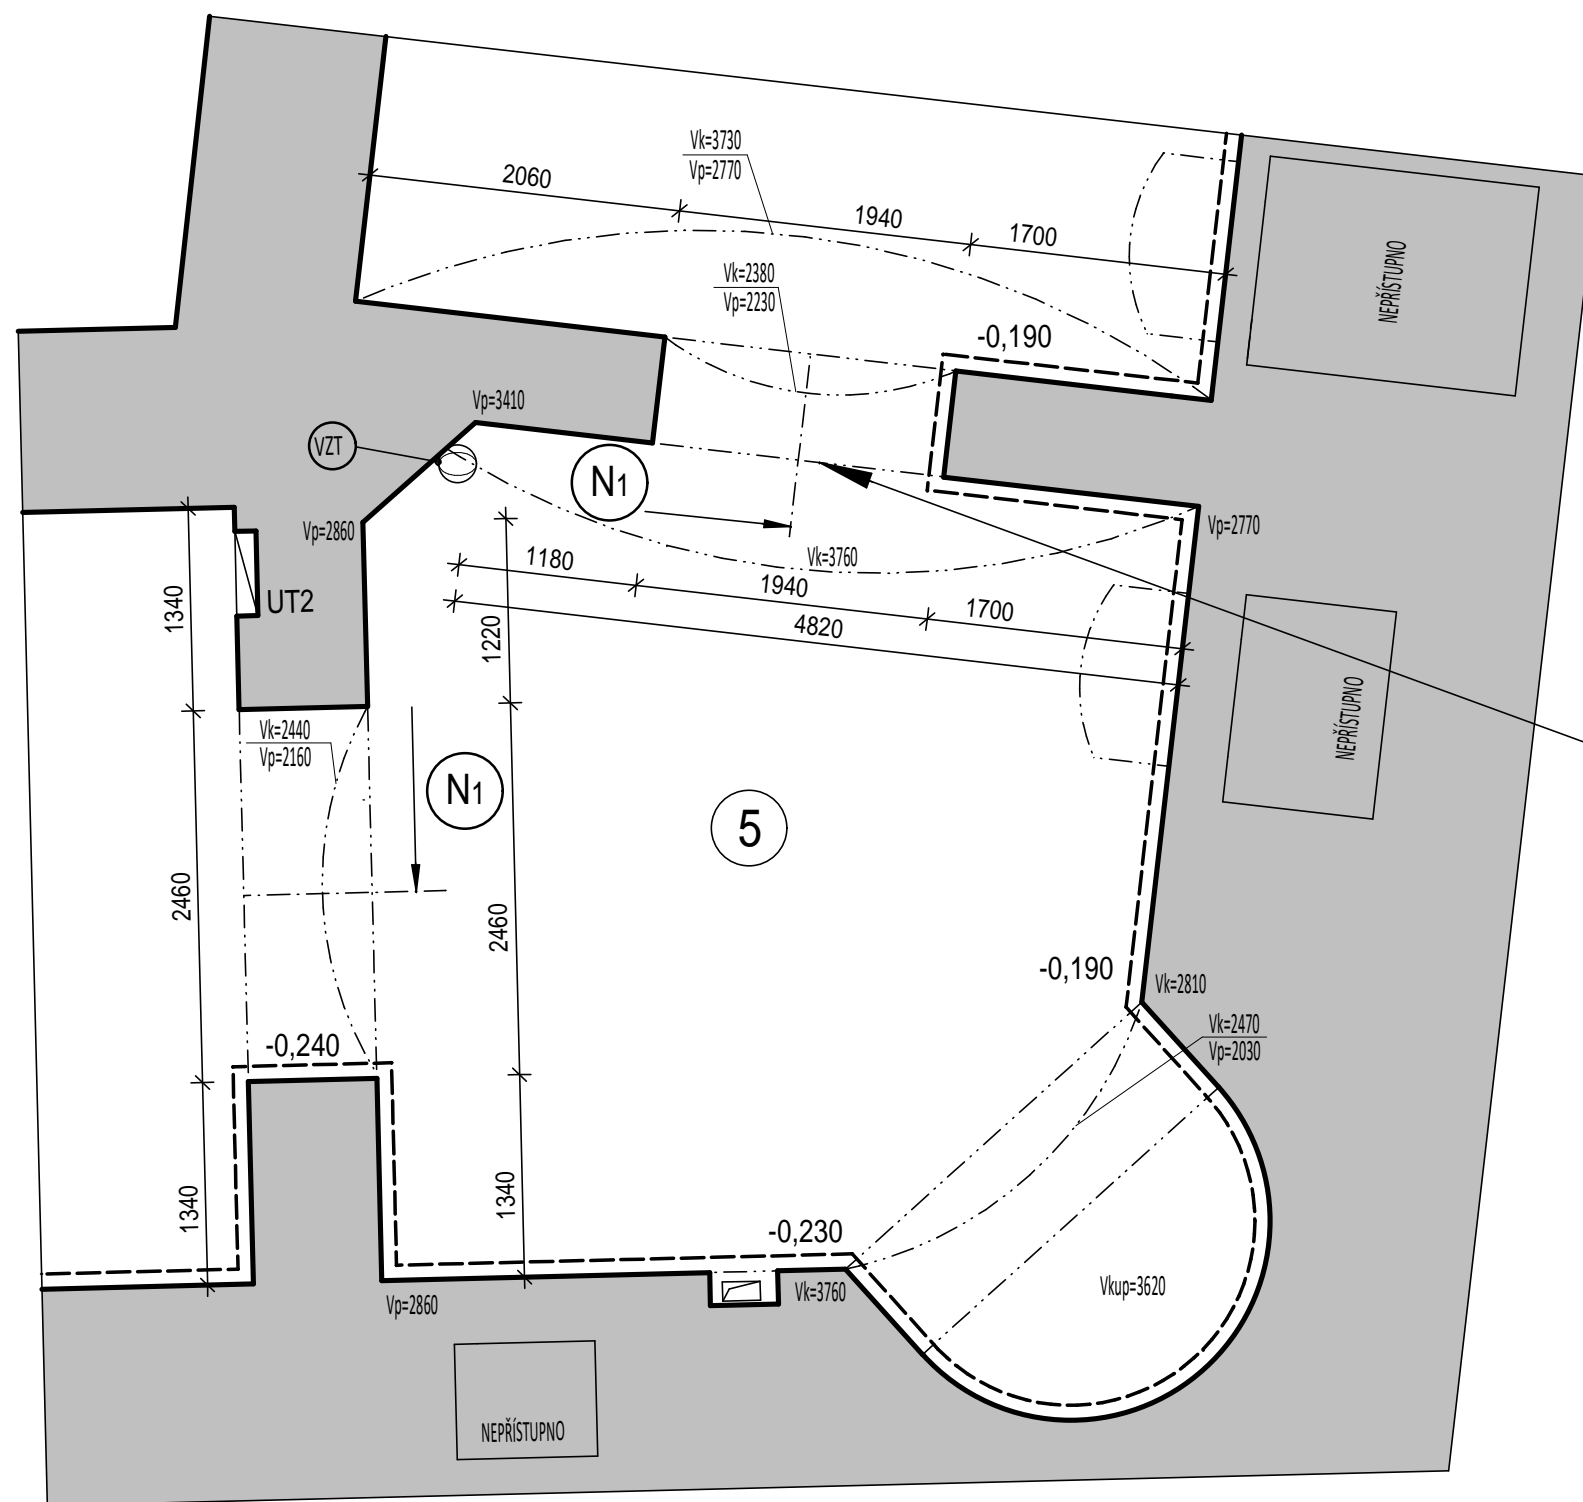 Vk=3730
Vp=2770
2060
1940
1700
Vk=2380
Vp=2230
NEPŘÍSTUPNO
-0,190
Vp=3410
VZT
N1
Vp=2860
Vp=2770
Vk=3760
1180
1940
1700
4820
1340
UT2
1220
Vk=2440
Vp=2160
N1
5
NEPŘÍSTUPNO
2460
2460
-0,190
Vk=2810
Vk=2470
Vp=2030
-0,240
1340
1340
-0,230
Vp=2860
Vk=3760
Vkup=3620
NEPŘÍSTUPNO